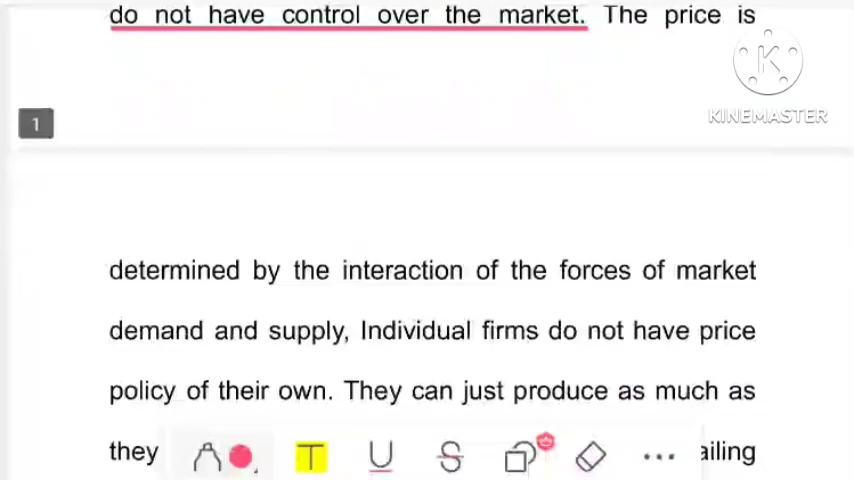 do not have control over the market. The price is
K
KINEMASTER
1
determined by the interaction of the forces of market
demand and supply, Individual firms do not have price
policy of their own. They can just produce as much as
they
T
U
S
ailing